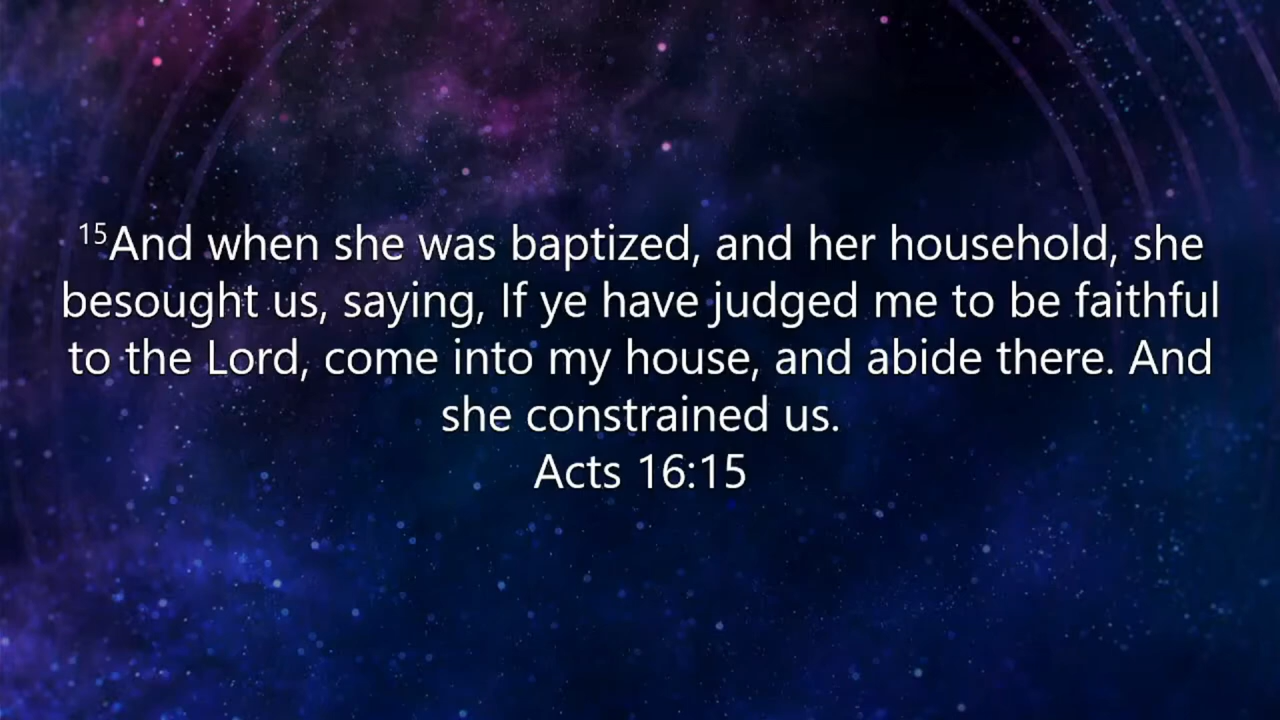 15And when she was baptized, and her household, she
besought us, saying, If ye have judged me to be faithful
to the Lord, come into my house, and abide there. And
she constrained us.
Acts 16:15